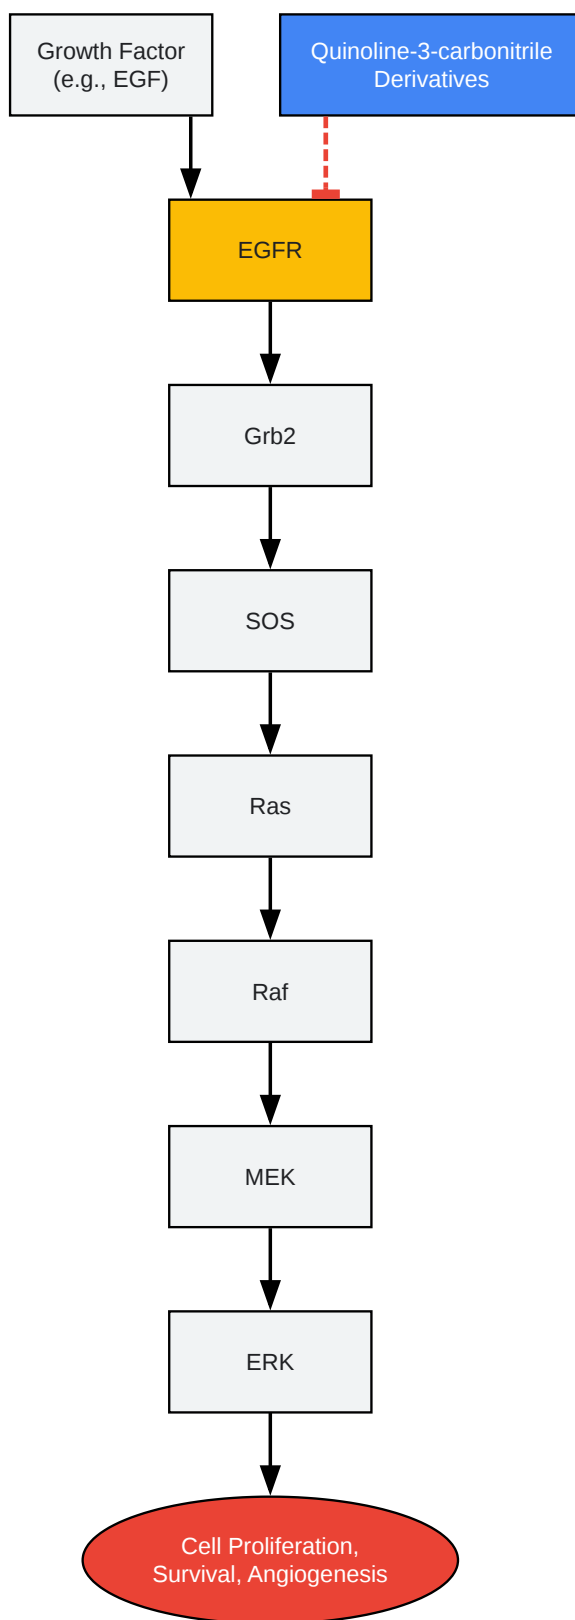 Growth Factor
(e.g., EGF)
Quinoline-3-carbonitrile
Derivatives
EGFR
Grb2
SOS
Ras
Raf
MEK
ERK
Cell Proliferation,
Survival, Angiogenesis